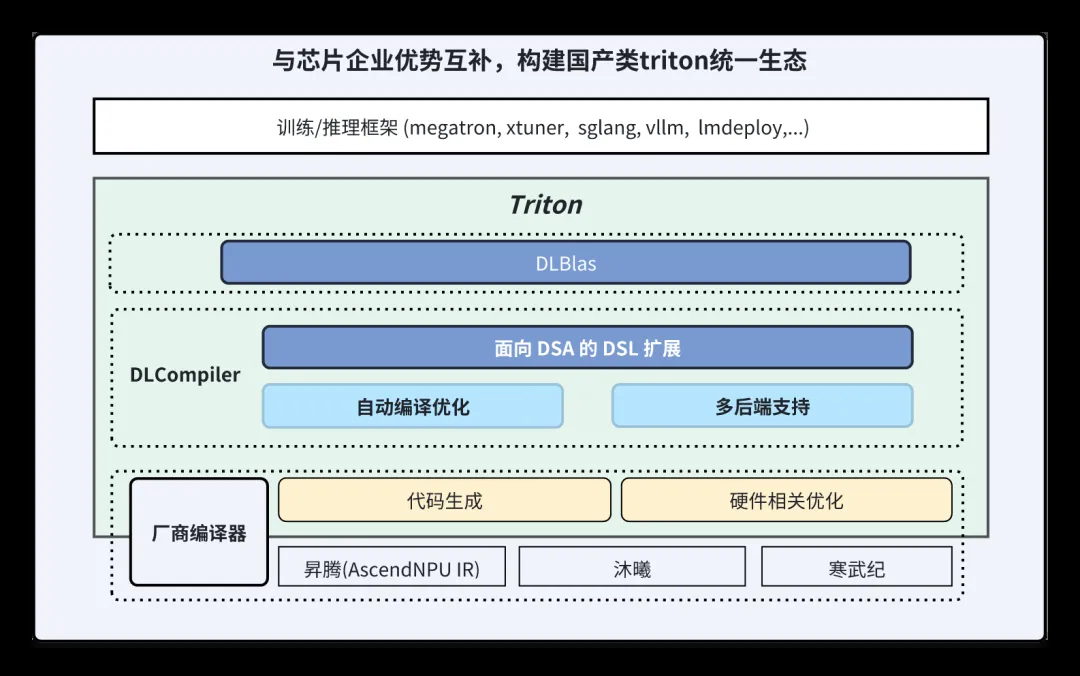 与芯片企业优势互补，构建国产类triton统一生态
训练/推理框架 (megatron, xtuner, sglang, vllm, lmdeploy,...)
Triton
DLBlas
面向 DSA 的 DSL 扩展
DLCompiler
自动编译优化
多后端支持
代码生成
硬件相关优化
厂商编译器
昇腾(AscendNPU IR)
沐曦
寒武纪